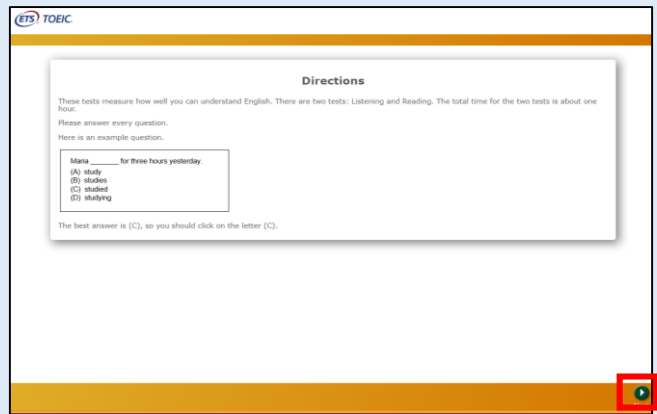 ETS TOEIC.
Directions
These tests measure how well you can understand English. There are two tests: Listening and Reading. The total time for the two tests is about one
hour.
Please answer every question.
Here is an example question.
Maria _______ for three hours yesterday.
(A) study
(B) studies
(C) studied
(D) studying
The best answer is (C), so you should click on the letter (C).